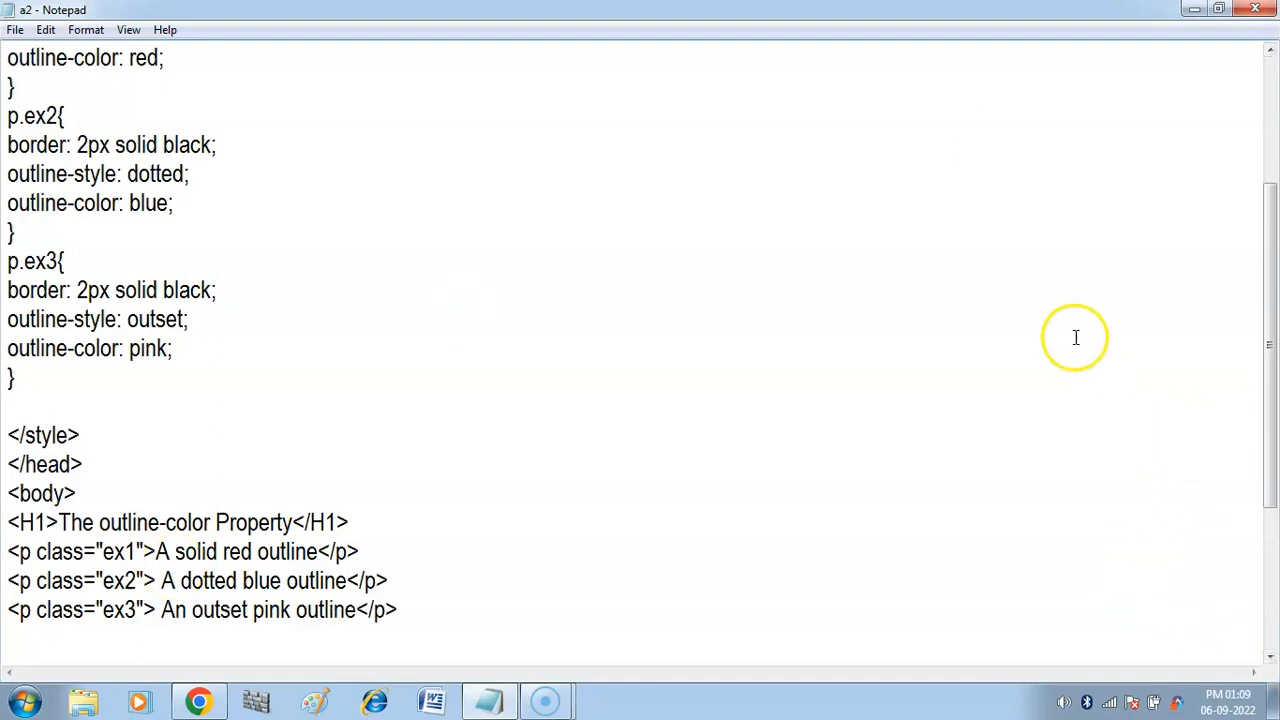 a2 - Notepad
File Edit Format View Help
outline-color: red;
}
p.ex2{
border: 2px solid black;
outline-style: dotted;
outline-color: blue;
}
p.ex3{
border: 2px solid black;
outline-style: outset;
outline-color: pink;
}
</style>
</head>
<body>
<H1>The outline-color Property</H1>
<p class="ex1">A solid red outline</p>
<p class="ex2"> A dotted blue outline</p>
<p class="ex3"> An outset pink outline</p>
PM 01:09
06-09-2022